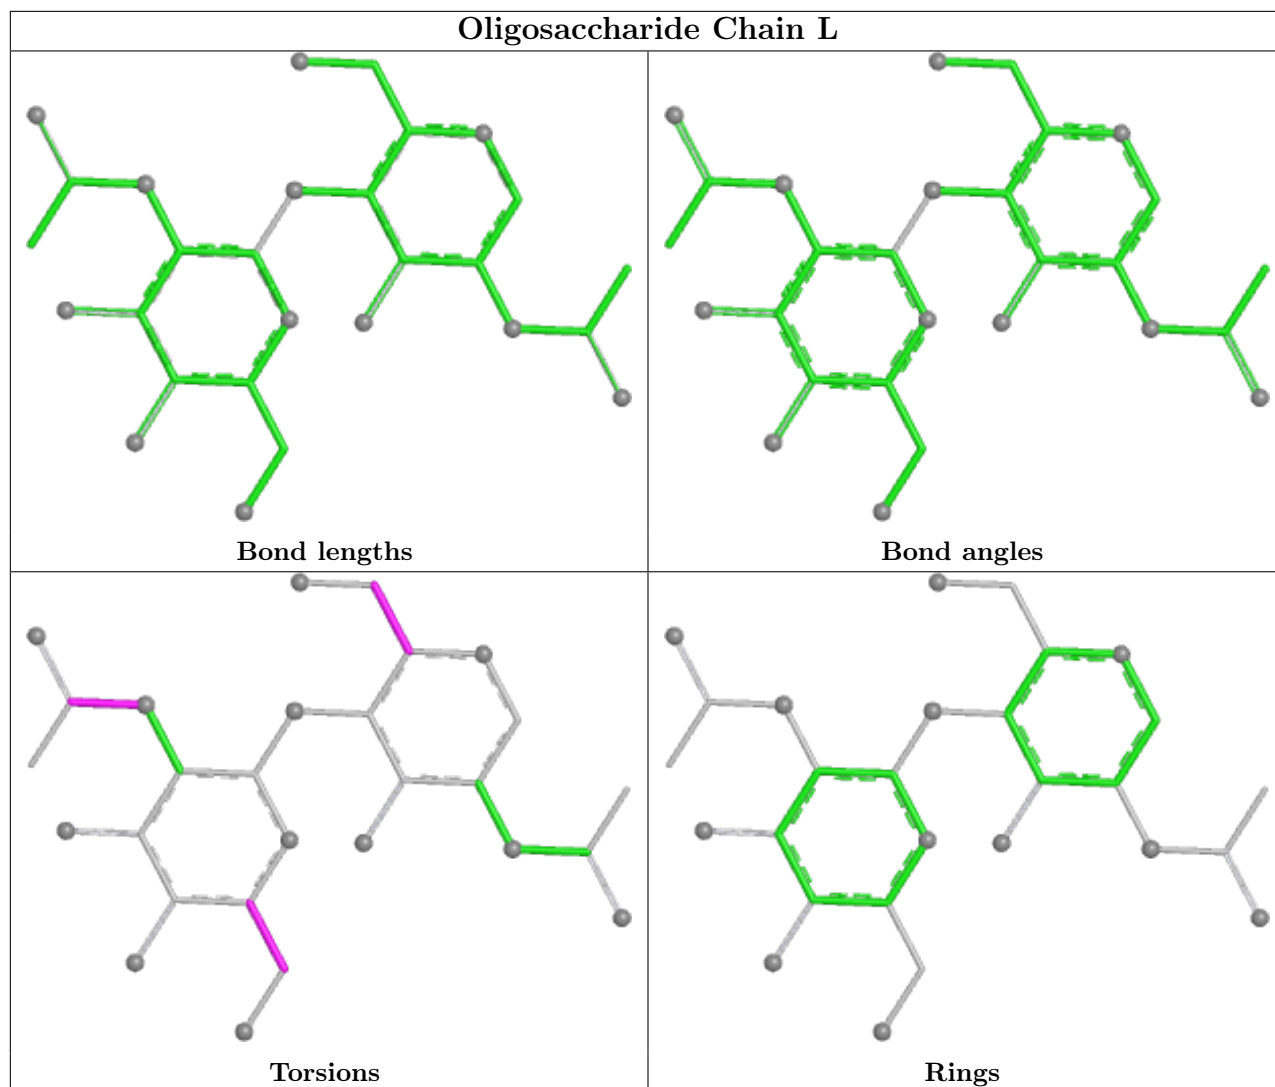 Oligosaccharide Chain L
Bond lengths
Bond angles
Torsions
Rings